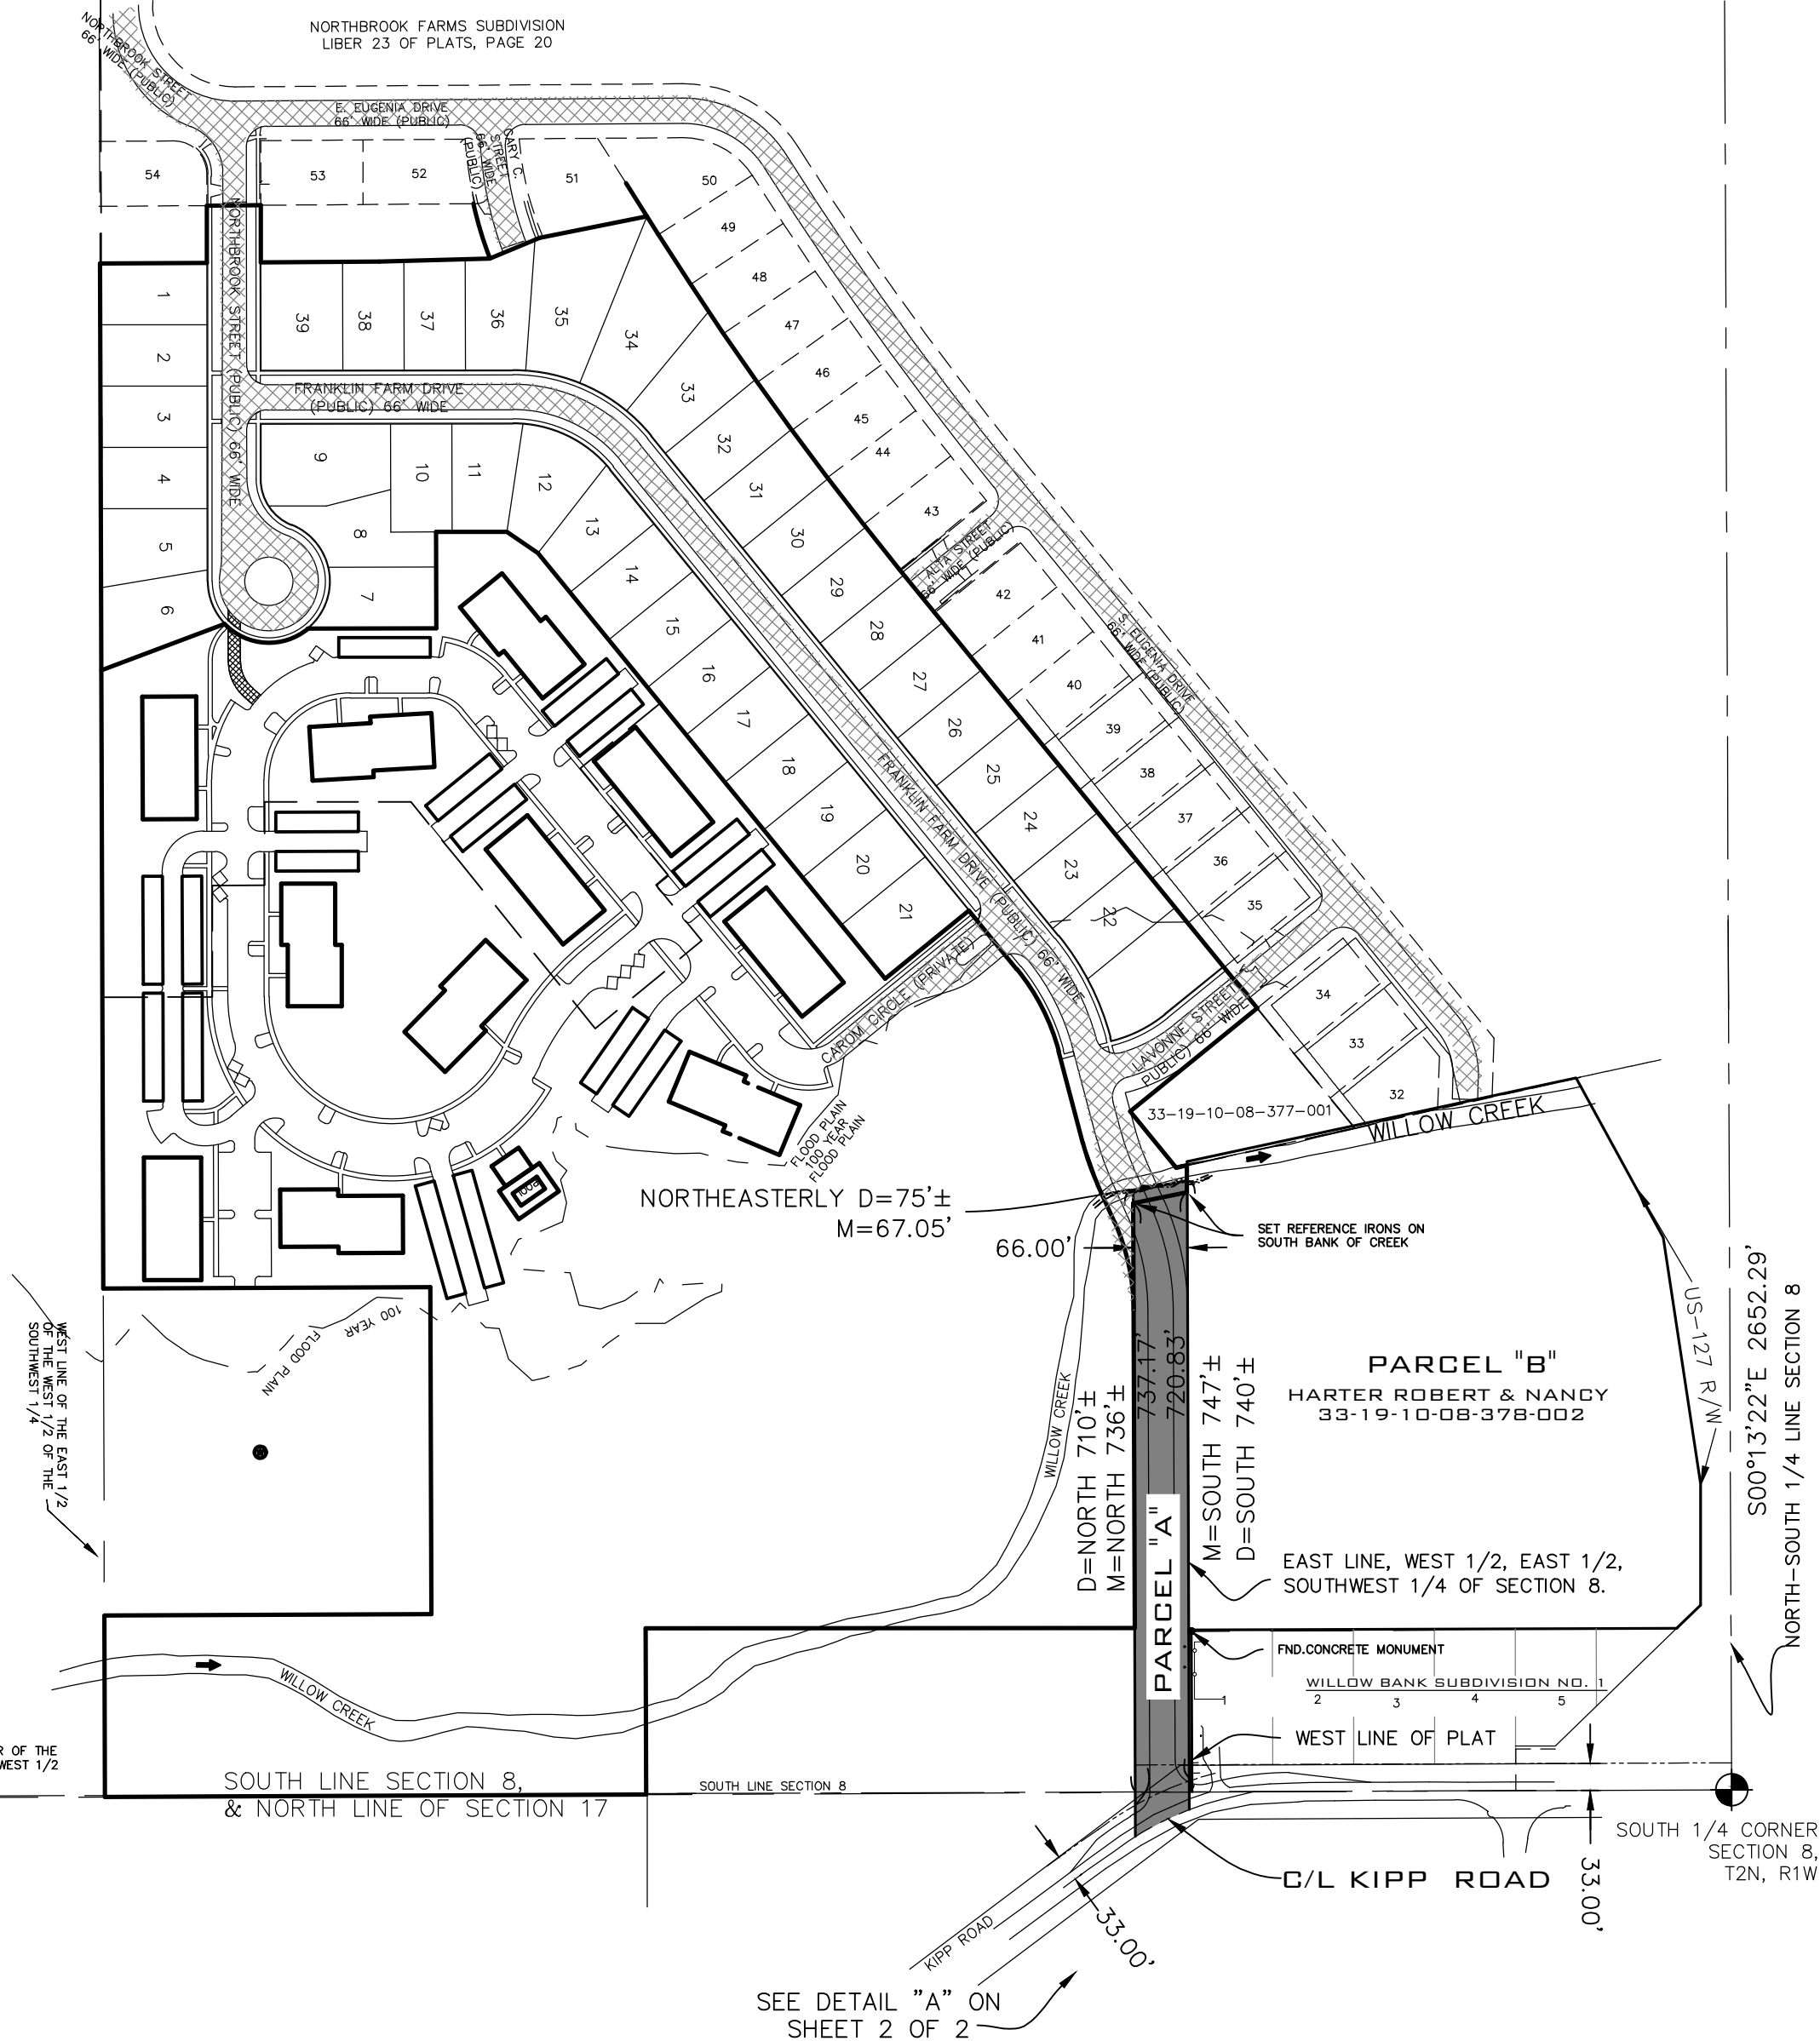 NORTHBROOK FARMS SUBDIVISION
LIBER 23 OF PLATS, PAGE 20
NORTHBROOK STREET
66' WIDE (PUBLIC)
E. EUGENIA DRIVE
66' WIDE (PUBLIC)
GARY C.
STREET
66' WIDE
(PUBLIC)
54
53
52
51
50
49
48
47
46
45
44
43
42
41
40
39
38
37
36
35
34
33
32
ALTA STREET
66' WIDE (PUBLIC)
S. EUGENIA DRIVE
66' WIDE (PUBLIC)
NORTHBROOK STREET (PUBLIC) 66' WIDE
1
2
3
4
5
6
7
8
9
10
11
12
13
14
15
16
17
18
19
20
21
22
23
24
25
26
27
28
29
30
31
32
33
34
35
36
37
38
39
FRANKLIN FARM DRIVE
(PUBLIC) 66' WIDE
FRANKLIN FARM DRIVE (PUBLIC) 66' WIDE
CAROM CIRCLE (PRIVATE)
LAVONNE STREET
PUBLIC) 66' WIDE
33-19-10-08-377-001
WILLOW CREEK
FLOOD PLAIN
100 YEAR
FLOOD PLAIN
POOL
NORTHEASTERLY D=75'±
M=67.05'
66.00'
SET REFERENCE IRONS ON
SOUTH BANK OF CREEK
100 YEAR
FLOOD PLAIN
WEST LINE OF THE EAST 1/2
OF THE WEST 1/2 OF THE
SOUTHWEST 1/4
WILLOW CREEK
D=NORTH 710'±
M=NORTH 736'±
737.17'
720.83'
M=SOUTH 747'±
D=SOUTH 740'±
PARCEL "A"
PARCEL "B"
HARTER ROBERT & NANCY
33-19-10-08-378-002
US-127 R/W
S00°13'22"E 2652.29'
NORTH-SOUTH 1/4 LINE SECTION 8
EAST LINE, WEST 1/2, EAST 1/2,
SOUTHWEST 1/4 OF SECTION 8.
FND.CONCRETE MONUMENT
WILLOW BANK SUBDIVISION NO. 1
1
2
3
4
5
WEST LINE OF PLAT
WILLOW CREEK
R OF THE
WEST 1/2
SOUTH LINE SECTION 8,
& NORTH LINE OF SECTION 17
SOUTH LINE SECTION 8
SOUTH 1/4 CORNER
SECTION 8,
T2N, R1W
C/L KIPP ROAD
33.00'
33.00'
KIPP ROAD
SEE DETAIL "A" ON
SHEET 2 OF 2